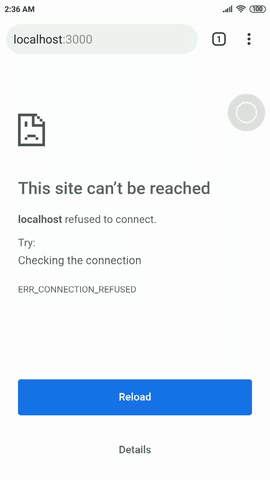 2:36 AM
100
localhost:3000
1
This site can't be reached
localhost refused to connect.
Try:
Checking the connection
ERR_CONNECTION_REFUSED
Reload
Details